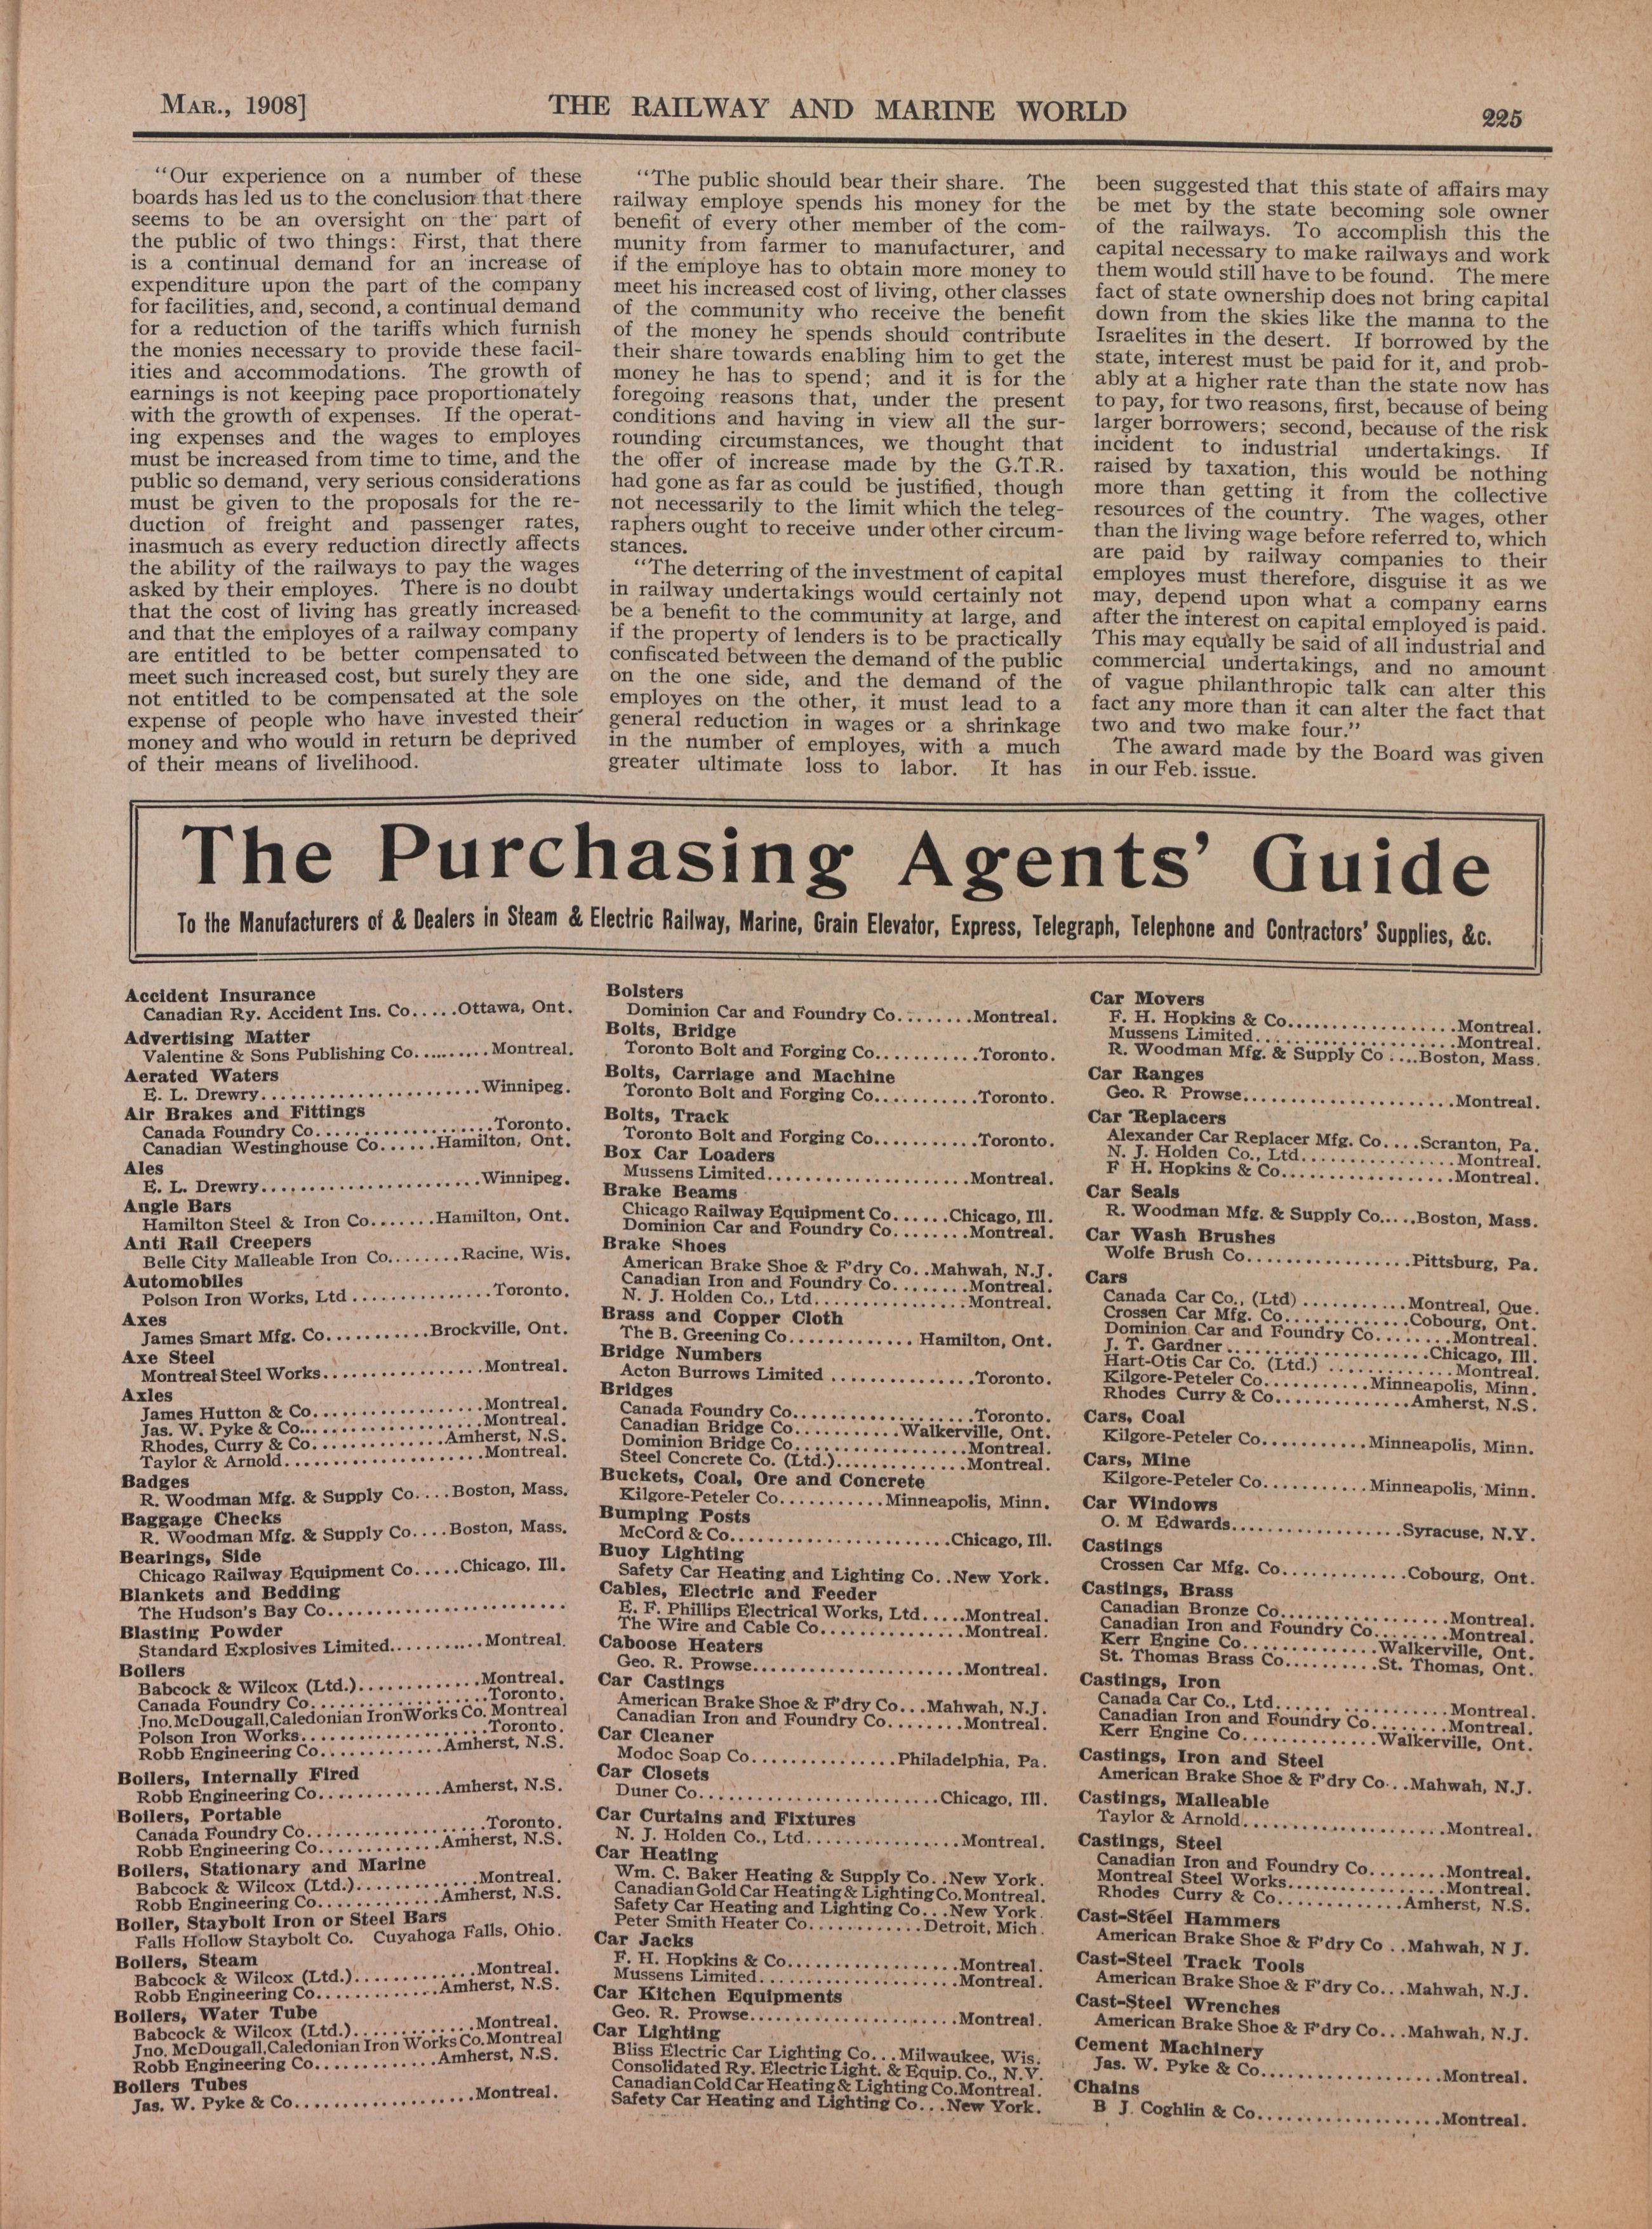 MAR., 1908]
THE RAILWAY AND MARINE WORLD
225
“Our experience on a number of these
boards has led us to the conclusion that there
seems to be an oversight on the part of
the public of two things: First, that there
is a continual demand for an increase of
expenditure upon the part of the company
for facilities, and, second, a continual demand
for a reduction of the tariffs which furnish
the monies necessary to provide these facil-
ities and accommodations. The growth of
earnings is not keeping pace proportionately
with the growth of expenses. If the operat-
ing expenses and the wages to employes
must be increased from time to time, and the
public so demand, very serious considerations
must be given to the proposals for the re-
duction of freight and passenger rates,
inasmuch as every reduction directly affects
the ability of the railways to pay the wages
asked by their employes. There is no doubt
that the cost of living has greatly increased
and that the employes of a railway company
are entitled to be better compensated to
meet such increased cost, but surely they are
not entitled to be compensated at the sole
expense of people who have invested their
money and who would in return be deprived
of their means of livelihood.
“The public should bear their share. The
railway employe spends his money for the
benefit of every other member of the com-
munity from farmer to manufacturer, and
if the employe has to obtain more money to
meet his increased cost of living, other classes
of the community who receive the benefit
of the money he spends should contribute
their share towards enabling him to get the
money he has to spend; and it is for the
foregoing reasons that, under the present
conditions and having in view all the sur-
rounding circumstances, we thought that
the offer of increase made by the G.T.R.
had gone as far as could be justified, though
not necessarily to the limit which the teleg-
raphers ought to receive under other circum-
stances.
“The deterring of the investment of capital
in railway undertakings would certainly not
be a benefit to the community at large, and
if the property of lenders is to be practically
confiscated between the demand of the public
on the one side, and the demand of the
employes on the other, it must lead to a
general reduction in wages or a shrinkage
in the number of employes, with a much
greater ultimate loss to labor. It has
been suggested that this state of affairs may
be met by the state becoming sole owner
of the railways. To accomplish this the
capital necessary to make railways and work
them would still have to be found. The mere
fact of state ownership does not bring capital
down from the skies like the manna to the
Israelites in the desert. If borrowed by the
state, interest must be paid for it, and prob-
ably at a higher rate than the state now has
to pay, for two reasons, first, because of being
larger borrowers; second, because of the risk
incident to industrial undertakings. If
raised by taxation, this would be nothing
more than getting it from the collective
resources of the country. The wages, other
than the living wage before referred to, which
are paid by railway companies to their
employes must therefore, disguise it as we
may, depend upon what a company earns
after the interest on capital employed is paid.
This may equally be said of all industrial and
commercial undertakings, and no amount
of vague philanthropic talk can alter this
fact any more than it can alter the fact that
two and two make four.”
The award made by the Board was given
in our Feb. issue.
The Purchasing Agents’ Guide
To the Manufacturers of & Dealers in Steam & Electric Railway, Marine, Grain Elevator, Express, Telegraph, Telephone and Contractors’ Supplies, &c.
Accident Insurance
Canadian Ry. Accident Ins. Co.....Ottawa, Ont.
Advertising Matter
Valentine & Sons Publishing Co..........Montreal.
Aerated Waters
E. L. Drewry.......................Winnipeg.
Air Brakes and Fittings
Canada Foundry Co...................Toronto.
Canadian Westinghouse Co......Hamilton, Ont.
Ales
E. L. Drewry.......................Winnipeg.
Angle Bars
Hamilton Steel & Iron Co.......Hamilton, Ont.
Anti Rail Creepers
Belle City Malleable Iron Co........Racine, Wis.
Automobiles
Polson Iron Works, Ltd...............Toronto.
Axes
James Smart Mfg. Co...........Brockville, Ont.
Axe Steel
Montreal Steel Works.................Montreal.
Axles
James Hutton & Co..................Montreal.
Jas. W. Pyke & Co...................Montreal.
Rhodes, Curry & Co..............Amherst, N.S.
Taylor & Arnold.....................Montreal.
Badges
R. Woodman Mfg. & Supply Co....Boston, Mass.
Baggage Checks
R. Woodman Mfg. & Supply Co....Boston, Mass.
Bearings, Side
Chicago Railway Equipment Co.....Chicago, Ill.
Blankets and Bedding
The Hudson's Bay Co.........................
Blasting Powder
Standard Explosives Limited..........Montreal.
Boilers
Babcock & Wilcox (Ltd.).............Montreal.
Canada Foundry Co...................Toronto.
Jno. McDougall, Caledonian Iron Works Co. Montreal
Polson Iron Works...................Toronto.
Robb Engineering Co.............Amherst, N.S.
Boilers, Internally Fired
Robb Engineering Co.............Amherst, N.S.
Boilers, Portable
Canada Foundry Co...................Toronto.
Robb Engineering Co.............Amherst, N.S.
Boilers, Stationary and Marine
Babcock & Wilcox (Ltd.).............Montreal.
Robb Engineering Co.............Amherst, N.S.
Boiler, Staybolt Iron or Steel Bars
Falls Hollow Staybolt Co. Cuyahoga Falls, Ohio.
Boilers, Steam
Babcock & Wilcox (Ltd.).............Montreal.
Robb Engineering Co.............Amherst, N.S.
Boilers, Water Tube
Babcock & Wilcox (Ltd.).............Montreal.
Jno. McDougall, Caledonian Iron Works Co. Montreal
Robb Engineering Co.............Amherst, N.S.
Boilers Tubes
Jas. W. Pyke & Co...................Montreal.
Bolsters
Dominion Car and Foundry Co........Montreal.
Bolts, Bridge
Toronto Bolt and Forging Co...........Toronto.
Bolts, Carriage and Machine
Toronto Bolt and Forging Co...........Toronto.
Bolts, Track
Toronto Bolt and Forging Co...........Toronto.
Box Car Loaders
Mussens Limited.....................Montreal.
Brake Beams
Chicago Railway Equipment Co......Chicago, Ill.
Dominion Car and Foundry Co........Montreal.
Brake Shoes
American Brake Shoe & F'dry Co..Mahwah, N.J.
Canadian Iron and Foundry Co........Montreal.
N. J. Holden Co., Ltd................Montreal.
Brass and Copper Cloth
The B. Greening Co.............Hamilton, Ont.
Bridge Numbers
Acton Burrows Limited...............Toronto.
Bridges
Canada Foundry Co...................Toronto.
Canadian Bridge Co...........Walkerville, Ont.
Dominion Bridge Co..................Montreal.
Steel Concrete Co. (Ltd.)..............Montreal.
Buckets, Coal, Ore and Concrete
Kilgore-Peteler Co...........Minneapolis, Minn.
Bumping Posts
McCord & Co.......................Chicago, Ill.
Buoy Lighting
Safety Car Heating and Lighting Co..New York.
Cables, Electric and Feeder
E. F. Phillips Electrical Works, Ltd.....Montreal.
The Wire and Cable Co...............Montreal.
Caboose Heaters
Geo. R. Prowse......................Montreal.
Car Castings
American Brake Shoe & F'dry Co...Mahwah, N.J.
Canadian Iron and Foundry Co........Montreal.
Car Cleaner
Modoc Soap Co................Philadelphia, Pa.
Car Closets
Duner Co.........................Chicago, Ill.
Car Curtains and Fixtures
N. J. Holden Co., Ltd................Montreal.
Car Heating
Wm. C. Baker Heating & Supply Co..New York.
Canadian Gold Car Heating & Lighting Co. Montreal.
Safety Car Heating and Lighting Co...New York.
Peter Smith Heater Co............Detroit, Mich.
Car Jacks
F. H. Hopkins & Co..................Montreal.
Mussens Limited.....................Montreal.
Car Kitchen Equipments
Geo. R. Prowse......................Montreal.
Car Lighting
Bliss Electric Car Lighting Co...Milwaukee, Wis.
Consolidated Ry. Electric Light. & Equip. Co., N.Y.
Canadian Cold Car Heating & Lighting Co. Montreal.
Safety Car Heating and Lighting Co...New York.
Car Movers
F. H. Hopkins & Co..................Montreal.
Mussens Limited.....................Montreal.
R. Woodman Mfg. & Supply Co....Boston, Mass.
Car Ranges
Geo. R Prowse......................Montreal.
Car Replacers
Alexander Car Replacer Mfg. Co....Scranton, Pa.
N. J. Holden Co., Ltd................Montreal.
F H. Hopkins & Co..................Montreal.
Car Seals
R. Woodman Mfg. & Supply Co.....Boston, Mass.
Car Wash Brushes
Wolfe Brush Co.................Pittsburg, Pa.
Cars
Canada Car Co., (Ltd)...........Montreal, Que.
Crossen Car Mfg. Co.............Cobourg, Ont.
Dominion Car and Foundry Co........Montreal.
J. T. Gardner.....................Chicago, Ill.
Hart-Otis Car Co. (Ltd.).............Montreal.
Kilgore-Peteler Co...........Minneapolis, Minn.
Rhodes Curry & Co..............Amherst, N.S.
Cars, Coal
Kilgore-Peteler Co...........Minneapolis, Minn.
Cars, Mine
Kilgore-Peteler Co...........Minneapolis, Minn.
Car Windows
O. M Edwards..................Syracuse, N.Y.
Castings
Crossen Car Mfg. Co.............Cobourg, Ont.
Castings, Brass
Canadian Bronze Co..................Montreal.
Canadian Iron and Foundry Co........Montreal.
Kerr Engine Co..............Walkerville, Ont.
St. Thomas Brass Co..........St. Thomas, Ont.
Castings, Iron
Canada Car Co., Ltd..................Montreal.
Canadian Iron and Foundry Co........Montreal.
Kerr Engine Co..............Walkerville, Ont.
Castings, Iron and Steel
American Brake Shoe & F'dry Co...Mahwah, N.J.
Castings, Malleable
Taylor & Arnold.....................Montreal.
Castings, Steel
Canadian Iron and Foundry Co........Montreal.
Montreal Steel Works.................Montreal.
Rhodes Curry & Co.............Amherst, N.S.
Cast-Steel Hammers
American Brake Shoe & F'dry Co..Mahwah, N J.
Cast-Steel Track Tools
American Brake Shoe & F'dry Co...Mahwah, N.J.
Cast-Steel Wrenches
American Brake Shoe & F'dry Co...Mahwah, N.J.
Cement Machinery
Jas. W. Pyke & Co...................Montreal.
Chains
B J. Coghlin & Co...................Montreal.